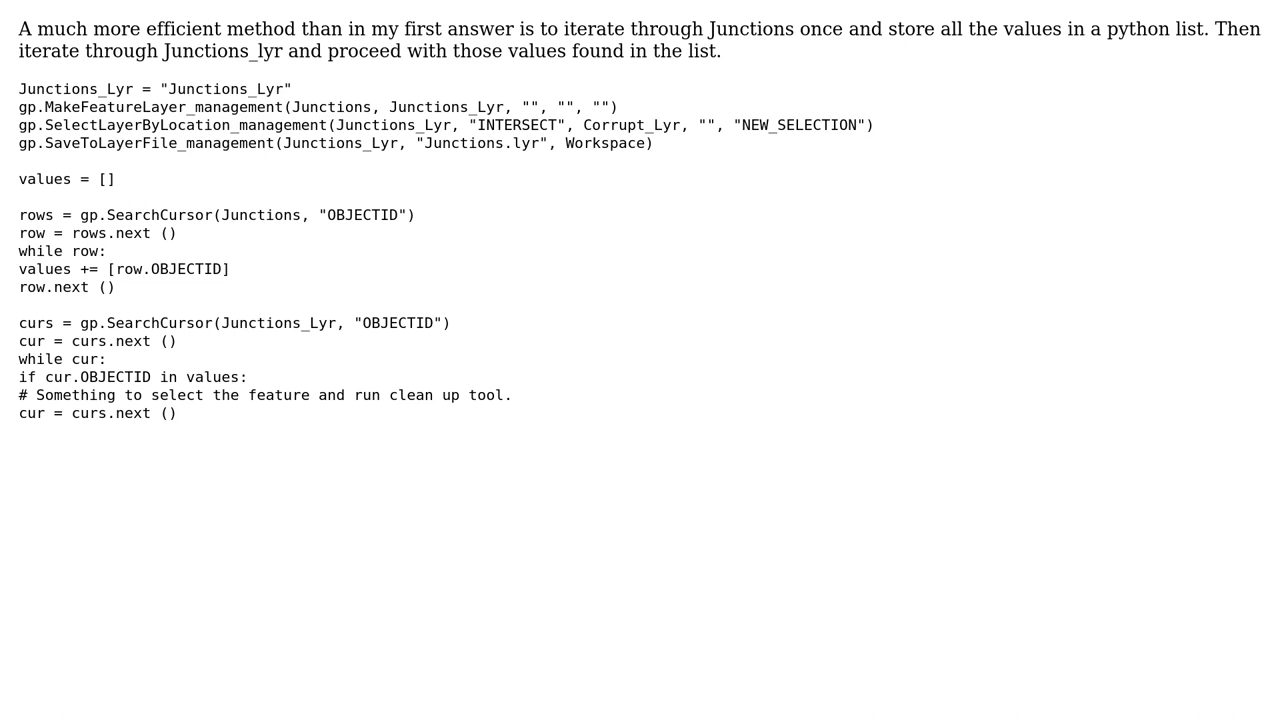 A much more efficient method than in my first answer is to iterate through Junctions once and store all the values in a python list. Then
iterate through Junctions_lyr and proceed with those values found in the list.
Junctions_Lyr = "Junctions_Lyr"
gp.MakeFeatureLayer_management(Junctions, Junctions_Lyr, "", "", "")
gp.SelectLayerByLocation_management(Junctions_Lyr, "INTERSECT", Corrupt_Lyr, "", "NEW_SELECTION")
gp.SaveToLayerFile_management(Junctions_Lyr, "Junctions.lyr", Workspace)
values = []
rows = gp.SearchCursor(Junctions, "OBJECTID")
row = rows.next ()
while row:
values += [row.OBJECTID]
row.next ()
curs = gp.SearchCursor(Junctions_Lyr, "OBJECTID")
cur = curs.next ()
while cur:
if cur.OBJECTID in values:
# Something to select the feature and run clean up tool.
cur = curs.next ()